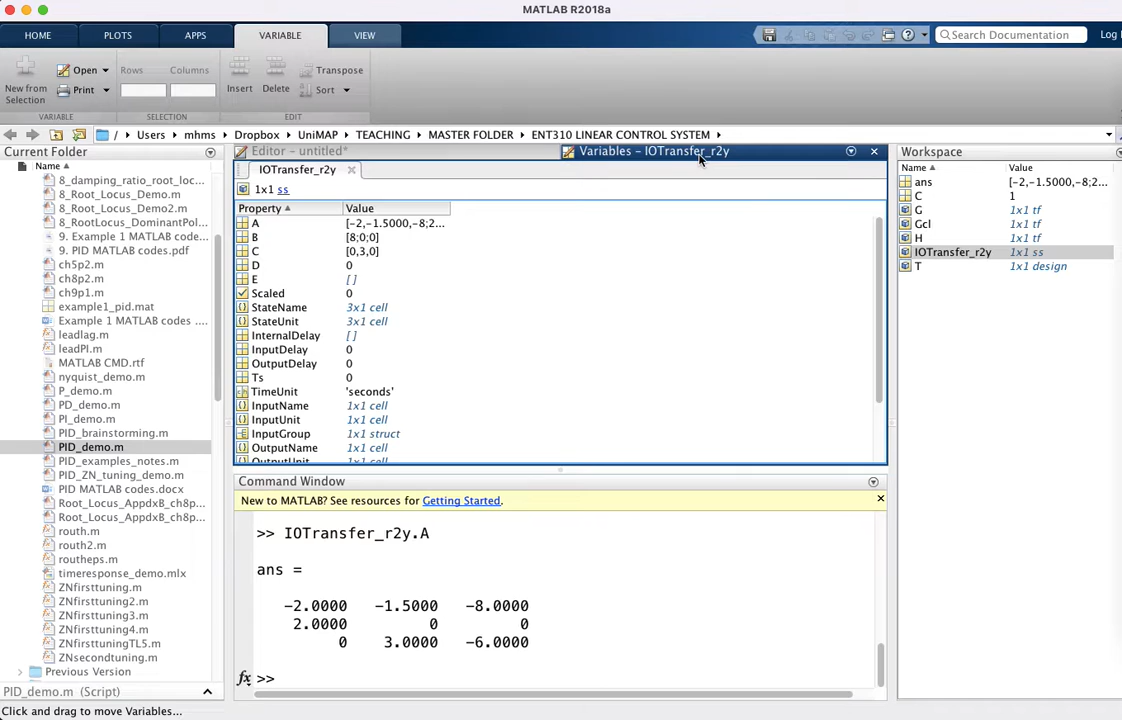 MATLAB R2018a
HOME PLOTS APPS VARIABLE VIEW
Search Documentation Log
New from Selection
Open
Print
Rows Columns
Insert Delete
Transpose
Sort
VARIABLE SELECTION EDIT
/ Users mhms Dropbox UniMAP TEACHING MASTER FOLDER ENT310 LINEAR CONTROL SYSTEM
Current Folder
Name
8_damping_ratio_root_loc...
8_Root_Locus_Demo.m
8_Root_Locus_Demo2.m
8_RootLocus_DominantPol...
9. Example 1 MATLAB code...
9. PID MATLAB codes.pdf
ch5p2.m
ch8p2.m
ch9p1.m
example1_pid.mat
Example 1 MATLAB codes ....
leadlag.m
leadPI.m
MATLAB CMD.rtf
nyquist_demo.m
P_demo.m
PD_demo.m
PI_demo.m
PID_brainstorming.m
PID_demo.m
PID_examples_notes.m
PID_ZN_tuning_demo.m
PID MATLAB codes.docx
Root_Locus_AppdxB_ch8p...
Root_Locus_AppdxB_ch8p...
routh.m
routh2.m
routheps.m
timeresponse_demo.mlx
ZNfirsttuning.m
ZNfirsttuning2.m
ZNfirsttuning3.m
ZNfirsttuning4.m
ZNfirsttuningTL5.m
ZNsecondtuning.m
Previous Version
PID_demo.m (Script)
Click and drag to move Variables...
Editor - untitled*
Variables - IOTransfer_r2y
IOTransfer_r2y
1x1 ss
Property Value
A [-2,-1.5000,-8;2...
B [8;0;0]
C [0,3,0]
D 0
E []
Scaled 0
StateName 3x1 cell
StateUnit 3x1 cell
InternalDelay []
InputDelay 0
OutputDelay 0
Ts 0
TimeUnit 'seconds'
InputName 1x1 cell
InputUnit 1x1 cell
InputGroup 1x1 struct
OutputName 1x1 cell
OutputUnit 1x1 cell
Command Window
New to MATLAB? See resources for Getting Started.
>> IOTransfer_r2y.A
ans =
-2.0000 -1.5000 -8.0000
2.0000 0 0
0 3.0000 -6.0000
fx >>
Workspace
Name Value
ans [-2,-1.5000,-8;2...
C 1
G 1x1 tf
Gcl 1x1 tf
H 1x1 tf
IOTransfer_r2y 1x1 ss
T 1x1 design